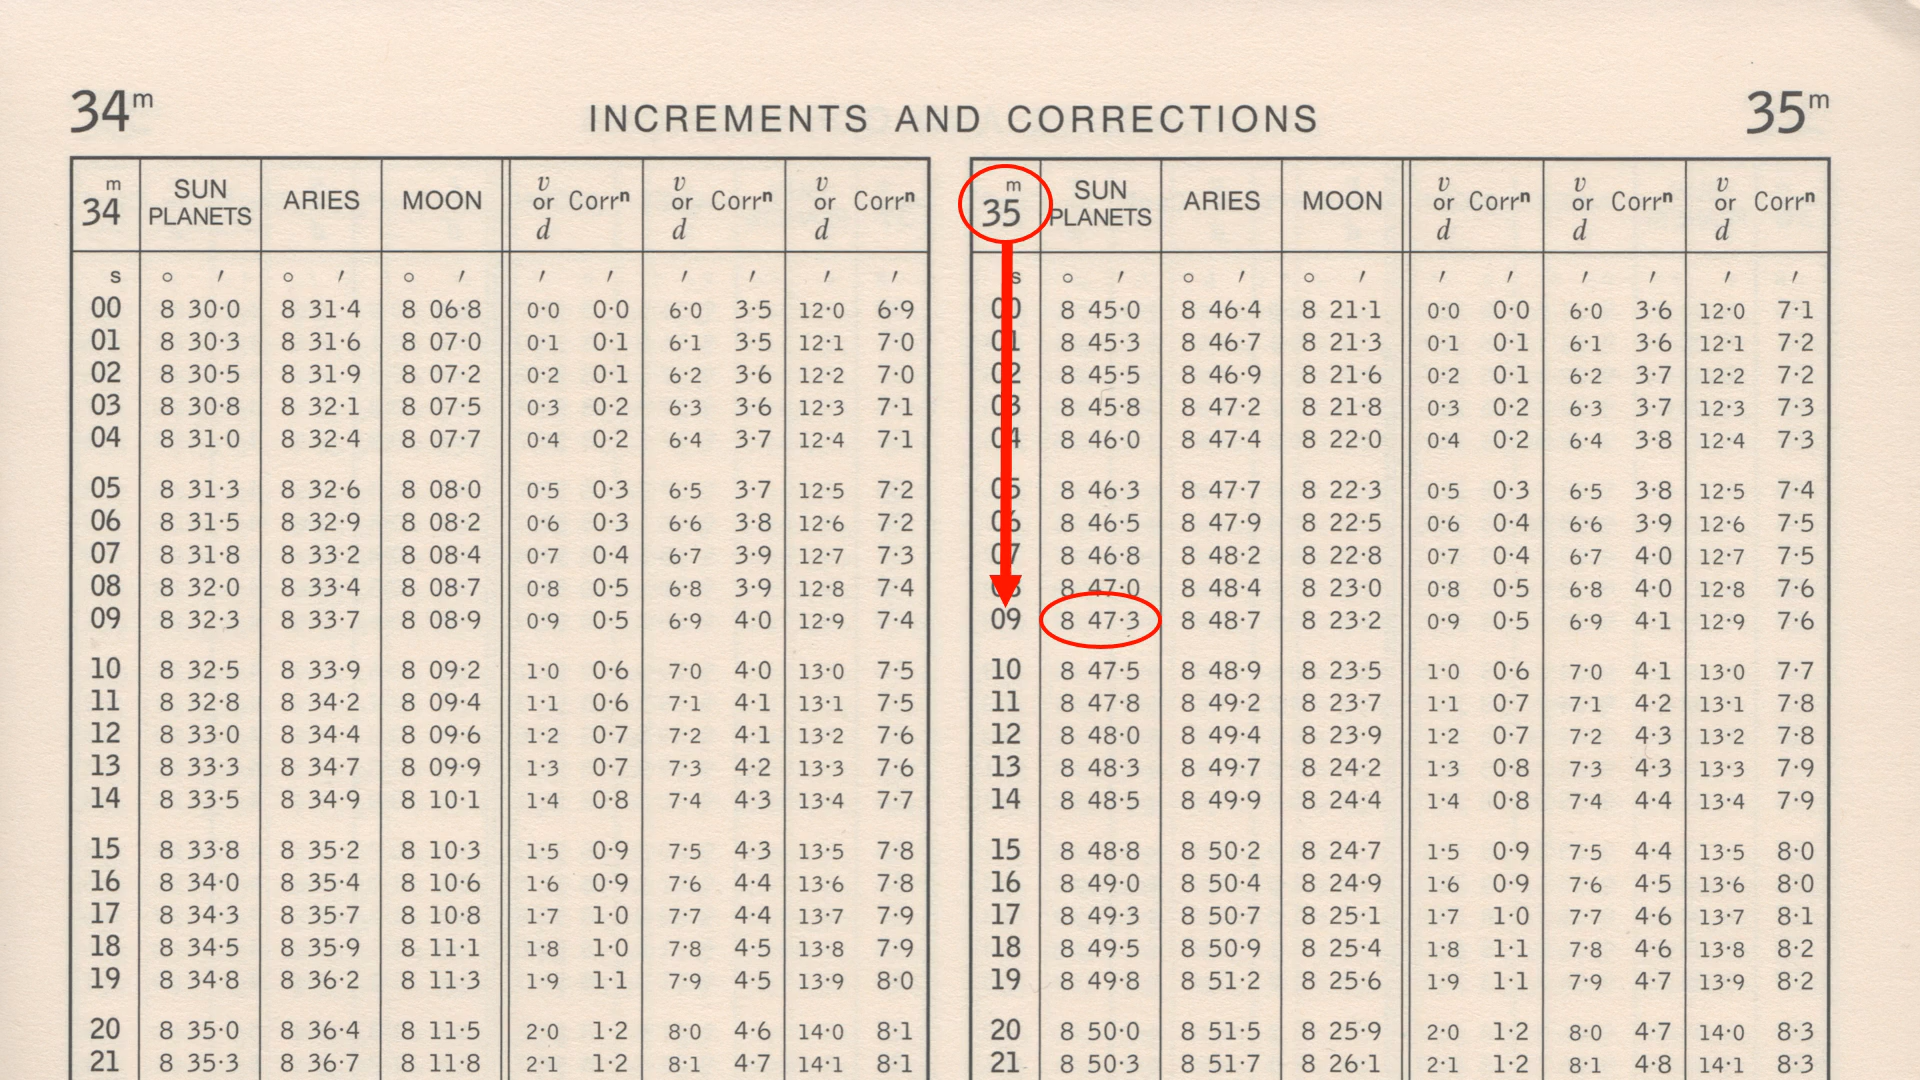 34m INCREMENTS AND CORRECTIONS 35m
m 34 SUN PLANETS ARIES MOON v or d Corrn v or d Corrn v or d Corrn m 35 SUN PLANETS ARIES MOON v or d Corrn v or d Corrn v or d Corrn
s ° ′ ° ′ ° ′ ′ ′ ′ ′ ′ ′ s ° ′ ° ′ ° ′ ′ ′ ′ ′ ′ ′
00 8 30·0 8 31·4 8 06·8 0·0 0·0 6·0 3·5 12·0 6·9 00 8 45·0 8 46·4 8 21·1 0·0 0·0 6·0 3·6 12·0 7·1
01 8 30·3 8 31·6 8 07·0 0·1 0·1 6·1 3·5 12·1 7·0 01 8 45·3 8 46·7 8 21·3 0·1 0·1 6·1 3·6 12·1 7·2
02 8 30·5 8 31·9 8 07·2 0·2 0·1 6·2 3·6 12·2 7·0 02 8 45·5 8 46·9 8 21·6 0·2 0·1 6·2 3·7 12·2 7·2
03 8 30·8 8 32·1 8 07·5 0·3 0·2 6·3 3·6 12·3 7·1 03 8 45·8 8 47·2 8 21·8 0·3 0·2 6·3 3·7 12·3 7·3
04 8 31·0 8 32·4 8 07·7 0·4 0·2 6·4 3·7 12·4 7·1 04 8 46·0 8 47·4 8 22·0 0·4 0·2 6·4 3·8 12·4 7·3
05 8 31·3 8 32·6 8 08·0 0·5 0·3 6·5 3·7 12·5 7·2 05 8 46·3 8 47·7 8 22·3 0·5 0·3 6·5 3·8 12·5 7·4
06 8 31·5 8 32·9 8 08·2 0·6 0·3 6·6 3·8 12·6 7·2 06 8 46·5 8 47·9 8 22·5 0·6 0·4 6·6 3·9 12·6 7·5
07 8 31·8 8 33·2 8 08·4 0·7 0·4 6·7 3·9 12·7 7·3 07 8 46·8 8 48·2 8 22·8 0·7 0·4 6·7 4·0 12·7 7·5
08 8 32·0 8 33·4 8 08·7 0·8 0·5 6·8 3·9 12·8 7·4 08 8 47·0 8 48·4 8 23·0 0·8 0·5 6·8 4·0 12·8 7·6
09 8 32·3 8 33·7 8 08·9 0·9 0·5 6·9 4·0 12·9 7·4 09 8 47·3 8 48·7 8 23·2 0·9 0·5 6·9 4·1 12·9 7·6
10 8 32·5 8 33·9 8 09·2 1·0 0·6 7·0 4·0 13·0 7·5 10 8 47·5 8 48·9 8 23·5 1·0 0·6 7·0 4·1 13·0 7·7
11 8 32·8 8 34·2 8 09·4 1·1 0·6 7·1 4·1 13·1 7·5 11 8 47·8 8 49·2 8 23·7 1·1 0·7 7·1 4·2 13·1 7·8
12 8 33·0 8 34·4 8 09·6 1·2 0·7 7·2 4·1 13·2 7·6 12 8 48·0 8 49·4 8 23·9 1·2 0·7 7·2 4·3 13·2 7·8
13 8 33·3 8 34·7 8 09·9 1·3 0·7 7·3 4·2 13·3 7·6 13 8 48·3 8 49·7 8 24·2 1·3 0·8 7·3 4·3 13·3 7·9
14 8 33·5 8 34·9 8 10·1 1·4 0·8 7·4 4·3 13·4 7·7 14 8 48·5 8 49·9 8 24·4 1·4 0·8 7·4 4·4 13·4 7·9
15 8 33·8 8 35·2 8 10·3 1·5 0·9 7·5 4·3 13·5 7·8 15 8 48·8 8 50·2 8 24·7 1·5 0·9 7·5 4·4 13·5 8·0
16 8 34·0 8 35·4 8 10·6 1·6 0·9 7·6 4·4 13·6 7·8 16 8 49·0 8 50·4 8 24·9 1·6 0·9 7·6 4·5 13·6 8·0
17 8 34·3 8 35·7 8 10·8 1·7 1·0 7·7 4·4 13·7 7·9 17 8 49·3 8 50·7 8 25·1 1·7 1·0 7·7 4·6 13·7 8·1
18 8 34·5 8 35·9 8 11·1 1·8 1·0 7·8 4·5 13·8 7·9 18 8 49·5 8 50·9 8 25·4 1·8 1·1 7·8 4·6 13·8 8·2
19 8 34·8 8 36·2 8 11·3 1·9 1·1 7·9 4·5 13·9 8·0 19 8 49·8 8 51·2 8 25·6 1·9 1·1 7·9 4·7 13·9 8·2
20 8 35·0 8 36·4 8 11·5 2·0 1·2 8·0 4·6 14·0 8·1 20 8 50·0 8 51·5 8 25·9 2·0 1·2 8·0 4·7 14·0 8·3
21 8 35·3 8 36·7 8 11·8 2·1 1·2 8·1 4·7 14·1 8·1 21 8 50·3 8 51·7 8 26·1 2·1 1·2 8·1 4·8 14·1 8·3